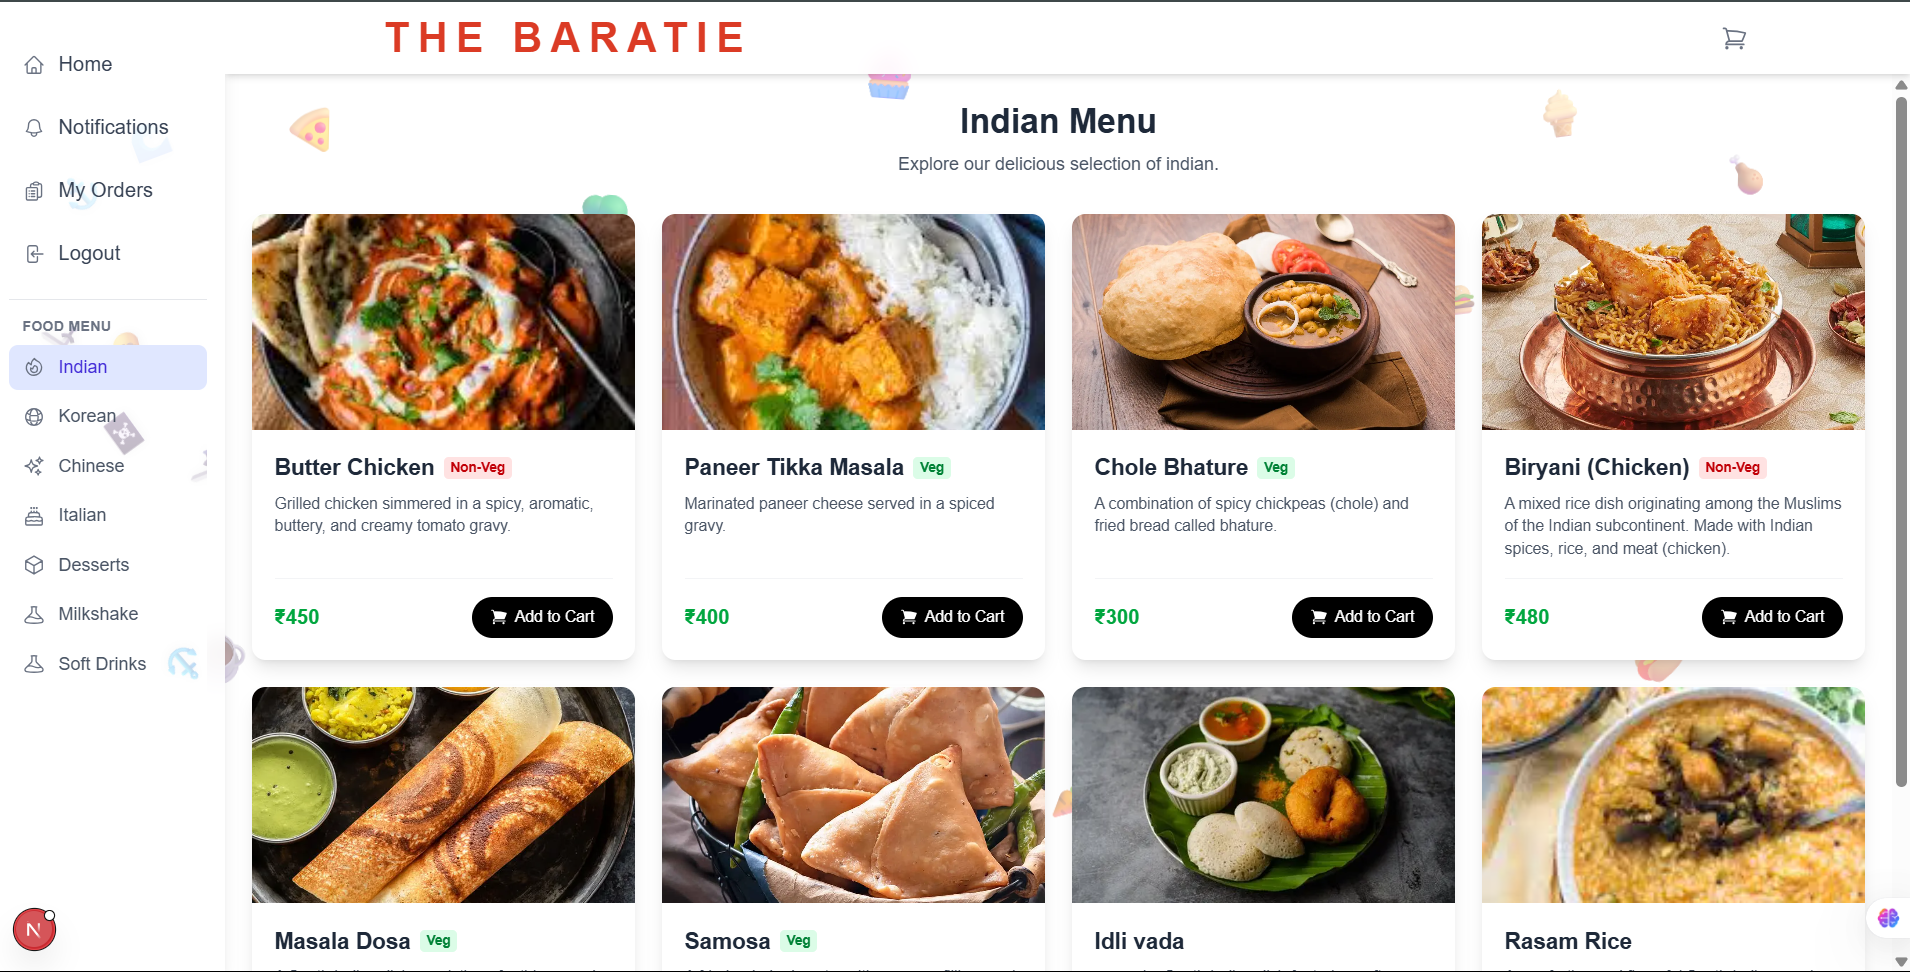 THE BARATIE
Home
Notifications
My Orders
Logout
FOOD MENU
Indian
Korean
Chinese
Italian
Desserts
Milkshake
Soft Drinks
N
Indian Menu
Explore our delicious selection of indian.
Butter Chicken Non-Veg
Grilled chicken simmered in a spicy, aromatic,
buttery, and creamy tomato gravy.
₹450 Add to Cart
Paneer Tikka Masala Veg
Marinated paneer cheese served in a spiced
gravy.
₹400 Add to Cart
Chole Bhature Veg
A combination of spicy chickpeas (chole) and
fried bread called bhature.
₹300 Add to Cart
Biryani (Chicken) Non-Veg
A mixed rice dish originating among the Muslims
of the Indian subcontinent. Made with Indian
spices, rice, and meat (chicken).
₹480 Add to Cart
Masala Dosa Veg
Samosa Veg
Idli vada
Rasam Rice